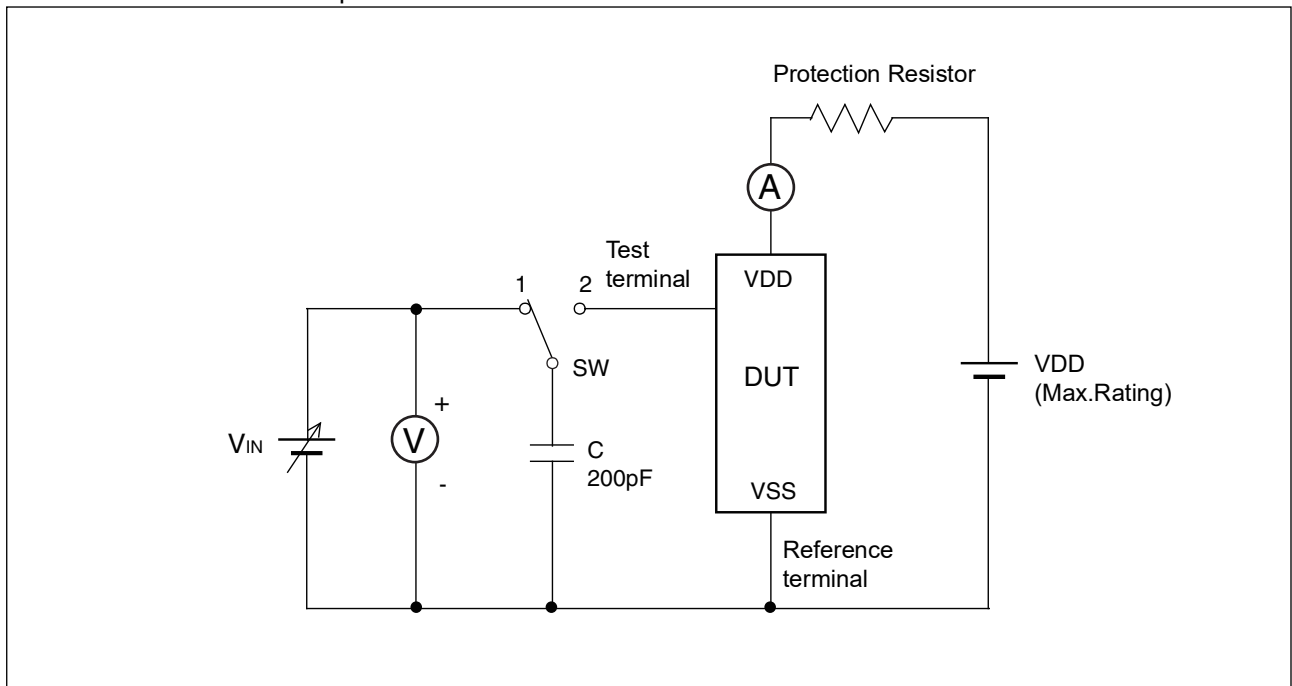 Protection Resistor
A
Test
terminal
1
2
VDD
SW
DUT
VDD
(Max.Rating)
+
VIN
V
-
C
200pF
VSS
Reference
terminal